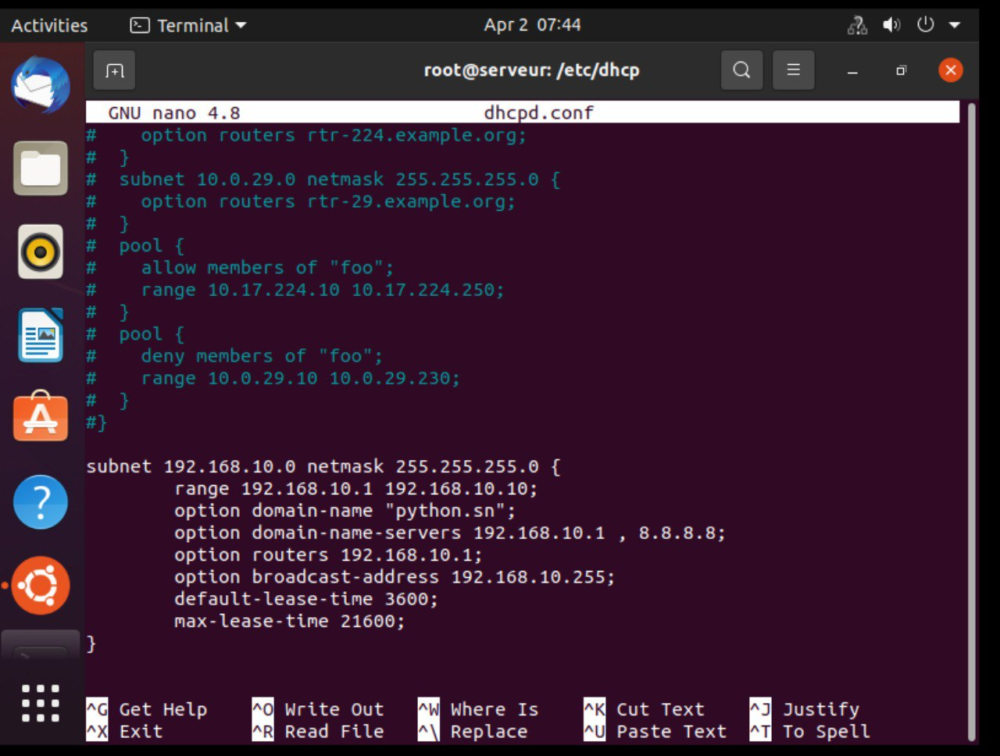 Activities Terminal Apr 2 07:44
root@serveur: /etc/dhcp
GNU nano 4.8 dhcpd.conf
#     option routers rtr-224.example.org;
#  }
#  subnet 10.0.29.0 netmask 255.255.255.0 {
#    option routers rtr-29.example.org;
#  }
#  pool {
#    allow members of "foo";
#    range 10.17.224.10 10.17.224.250;
#  }
#  pool {
#    deny members of "foo";
#    range 10.0.29.10 10.0.29.230;
#  }
#}
subnet 192.168.10.0 netmask 255.255.255.0 {
        range 192.168.10.1 192.168.10.10;
        option domain-name "python.sn";
        option domain-name-servers 192.168.10.1 , 8.8.8.8;
        option routers 192.168.10.1;
        option broadcast-address 192.168.10.255;
        default-lease-time 3600;
        max-lease-time 21600;
}
^G Get Help ^O Write Out ^W Where Is ^K Cut Text ^J Justify
^X Exit ^R Read File ^\ Replace ^U Paste Text ^T To Spell